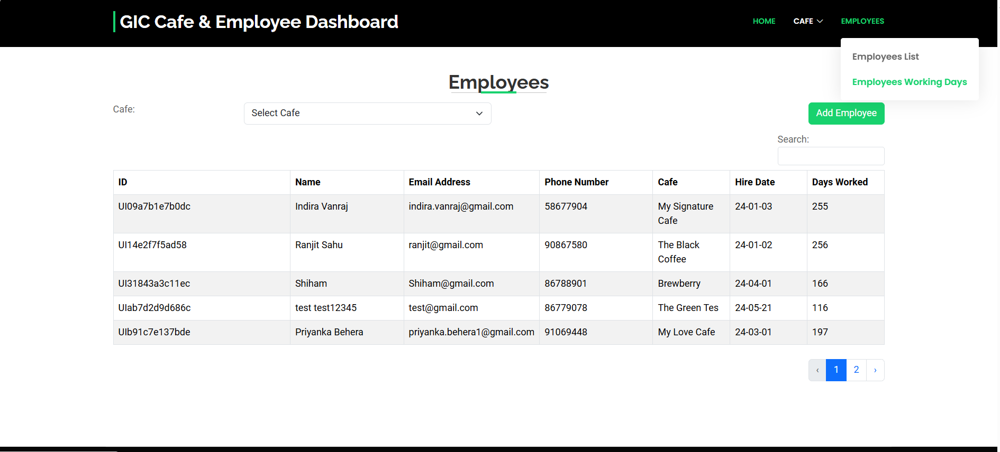 GIC Cafe & Employee Dashboard
HOME CAFE EMPLOYEES
Employees List
Employees Working Days
Employees
Cafe: Select Cafe Add Employee
Search:
ID Name Email Address Phone Number Cafe Hire Date Days Worked
UI09a7b1e7b0dc Indira Vanraj indira.vanraj@gmail.com 58677904 My Signature 24-01-03 255
Cafe
UI14e2f7f5ad58 Ranjit Sahu ranjit@gmail.com 90867580 The Black 24-01-02 256
Coffee
UI31843a3c11ec Shiham Shiham@gmail.com 86788901 Brewberry 24-04-01 166
UIab7d2d9d686c test test12345 test@gmail.com 86779078 The Green Tes 24-05-21 116
UIb91c7e137bde Priyanka Behera priyanka.behera1@gmail.com 91069448 My Love Cafe 24-03-01 197
‹ 1 2 ›